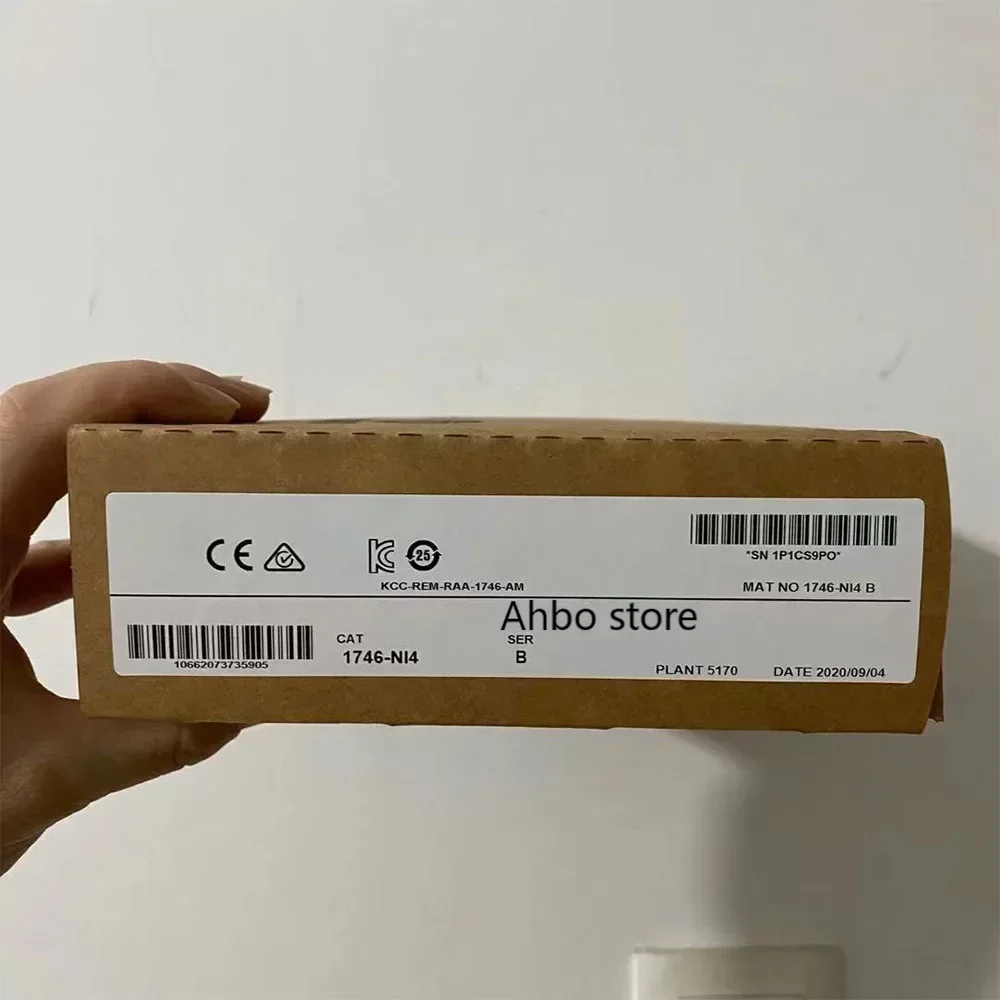 CE
25
*SN 1P1CS9PO*
KCC-REM-RAA-1746-AM
MAT NO 1746-NI4 B
Ahbo store
CAT
SER
1746-NI4
B
10662073735905
PLANT 5170
DATE 2020/09/04